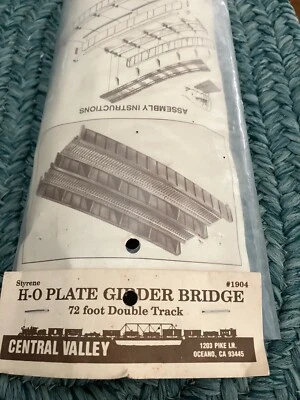 ASSEMBLY INSTRUCTIONS
Styrene #1904
H-O PLATE GIRDER BRIDGE
72 foot Double Track
CENTRAL VALLEY
1203 PIKE LN.
OCEANO, CA 93445